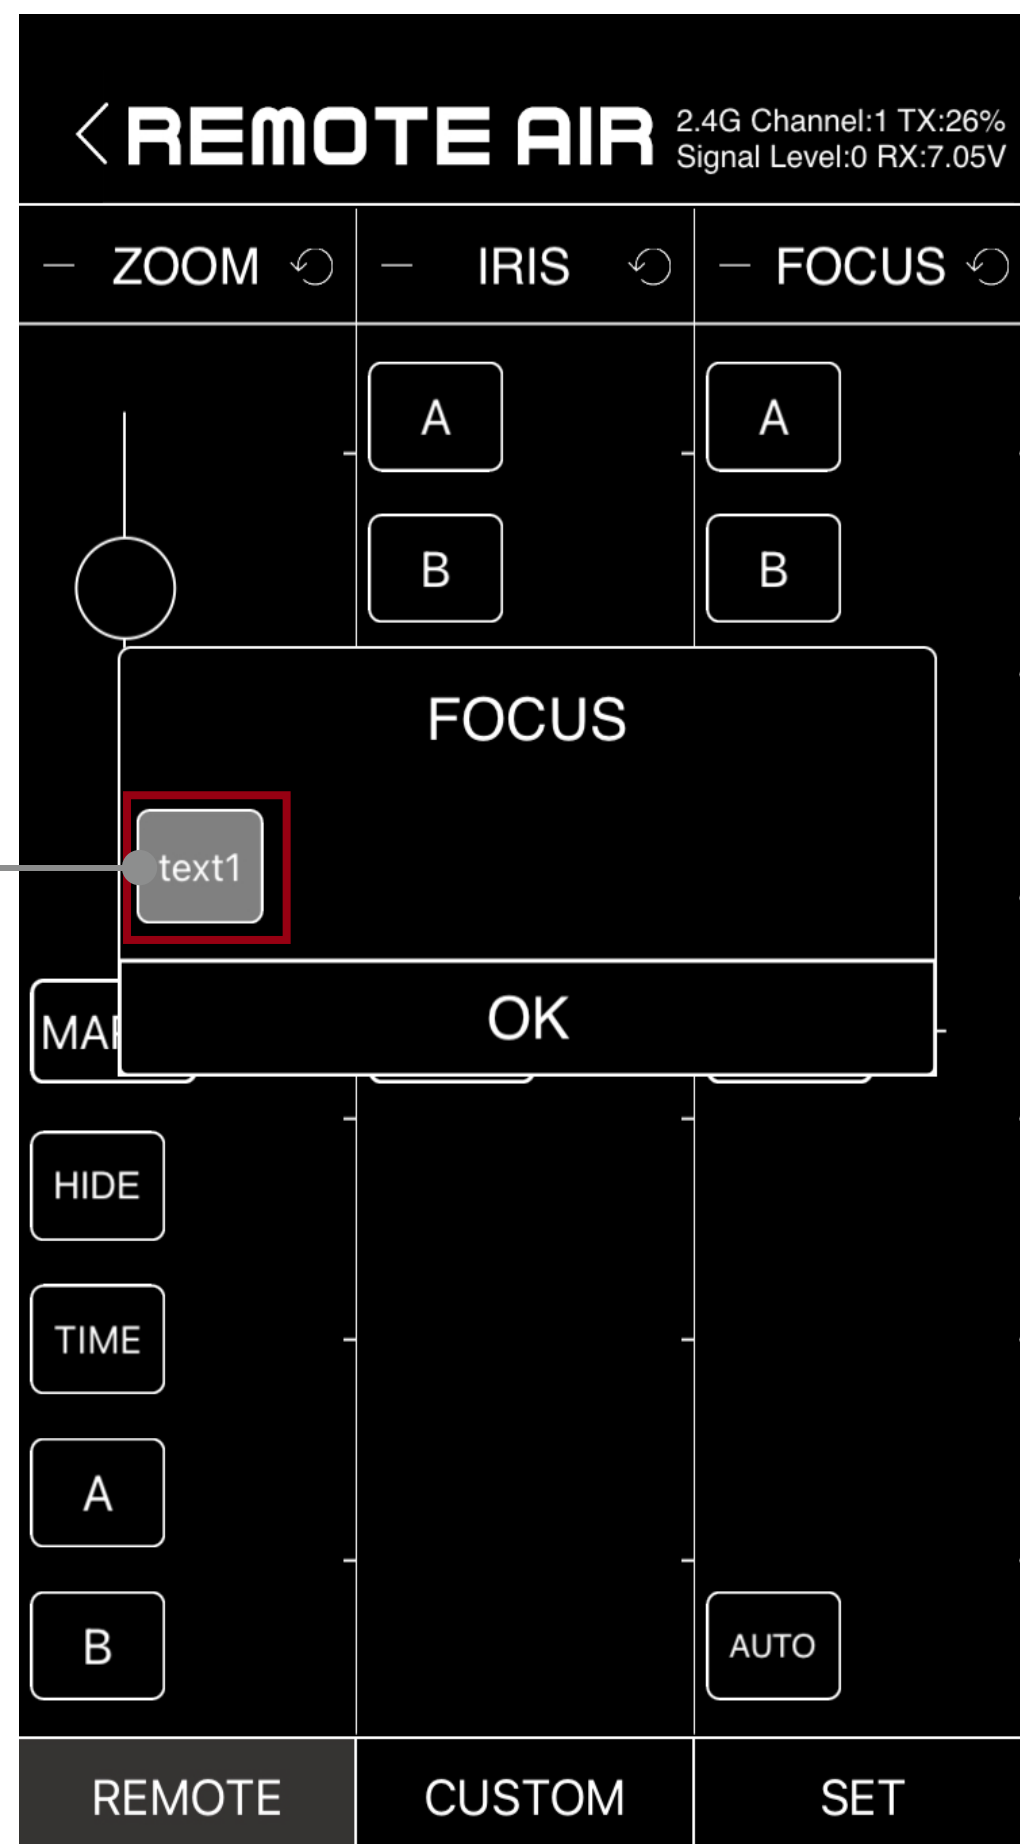 REMOTE AIR
2.4G Channel:1 TX:26%
Signal Level:0 RX:7.05V
ZOOM IRIS FOCUS
A A
B B
FOCUS
text1
OK
HIDE
TIME
A
B AUTO
REMOTE CUSTOM SET